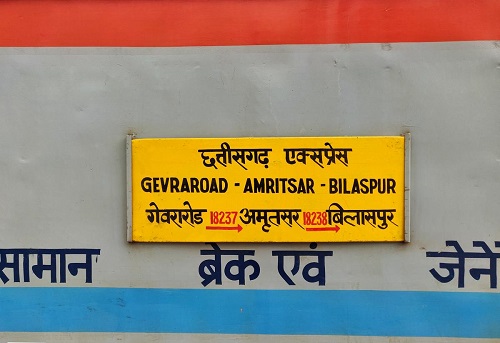 छत्तीसगढ़ एक्सप्रेस
GEVRAROAD - AMRITSAR - BILASPUR
गेवरारोड 18237 अमृतसर 18238 बिलासपुर
सामान ब्रेक एवं